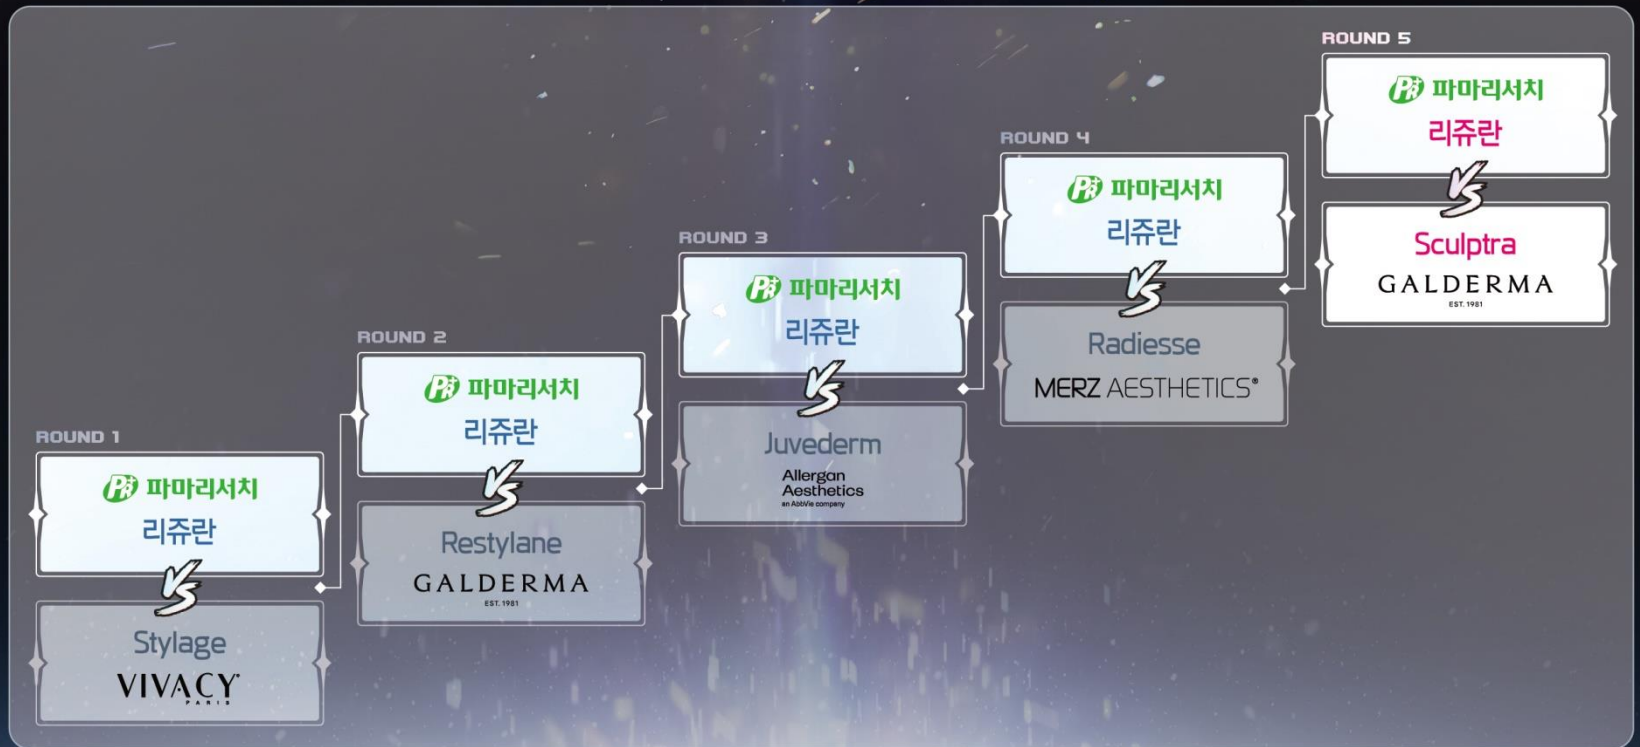 ROUND 1
파마리서치
리쥬란
VS
Stylage
VIVACY
PARIS
ROUND 2
파마리서치
리쥬란
VS
Restylane
GALDERMA
EST. 1981
ROUND 3
파마리서치
리쥬란
VS
Juvederm
Allergan
Aesthetics
an AbbVie company
ROUND 4
파마리서치
리쥬란
VS
Radiesse
MERZ AESTHETICS®
ROUND 5
파마리서치
리쥬란
VS
Sculptra
GALDERMA
EST. 1981